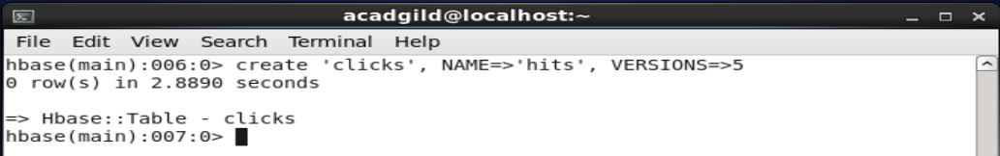 acadgild@localhost:~
File Edit View Search Terminal Help
hbase(main):006:0> create 'clicks', NAME=>'hits', VERSIONS=>5
0 row(s) in 2.8890 seconds
=> Hbase::Table - clicks
hbase(main):007:0>